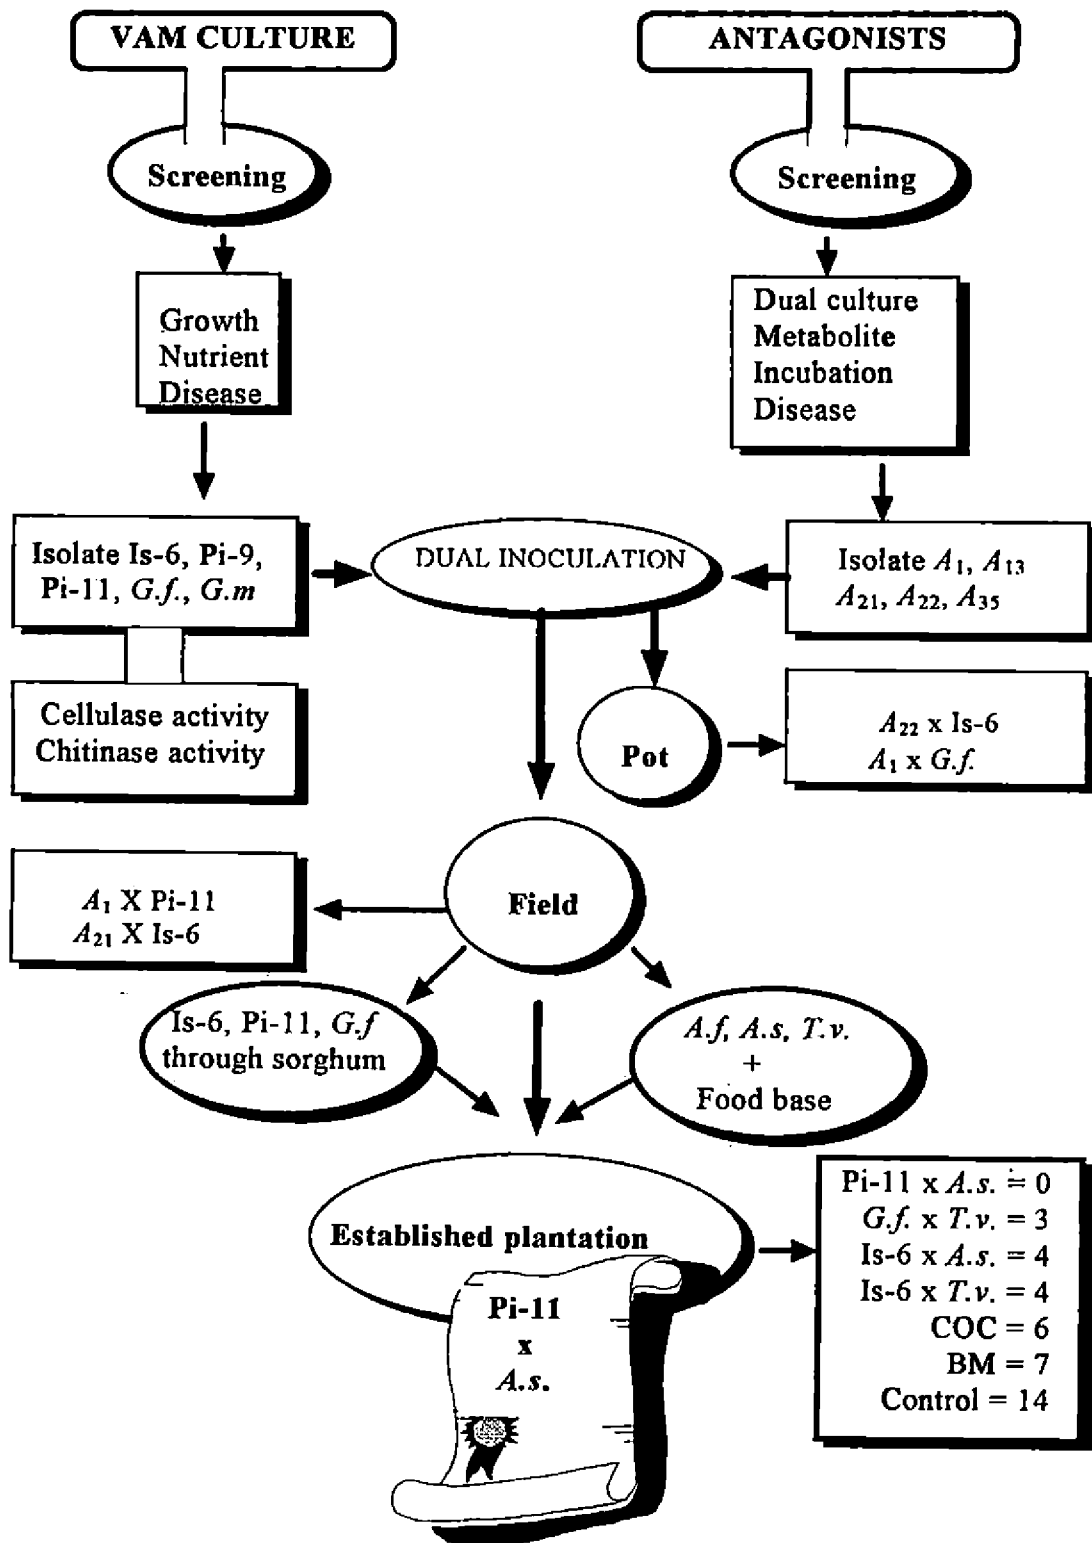 VAM CULTURE
ANTAGONISTS
Screening
Screening
Growth
Nutrient
Disease
Dual culture
Metabolite
Incubation
Disease
Isolate Is-6, Pi-9,
Pi-11, G.f., G.m
DUAL INOCULATION
Isolate A₁, A₁₃
A₂₁, A₂₂, A₃₅
Cellulase activity
Chitinase activity
Pot
A₂₂ x Is-6
A₁ x G.f.
A₁ X Pi-11
A₂₁ X Is-6
Field
Is-6, Pi-11, G.f
through sorghum
A.f, A.s, T.v.
+
Food base
Established plantation
Pi-11
x
A.s.
Pi-11 x A.s. = 0
G.f. x T.v. = 3
Is-6 x A.s. = 4
Is-6 x T.v. = 4
COC = 6
BM = 7
Control = 14